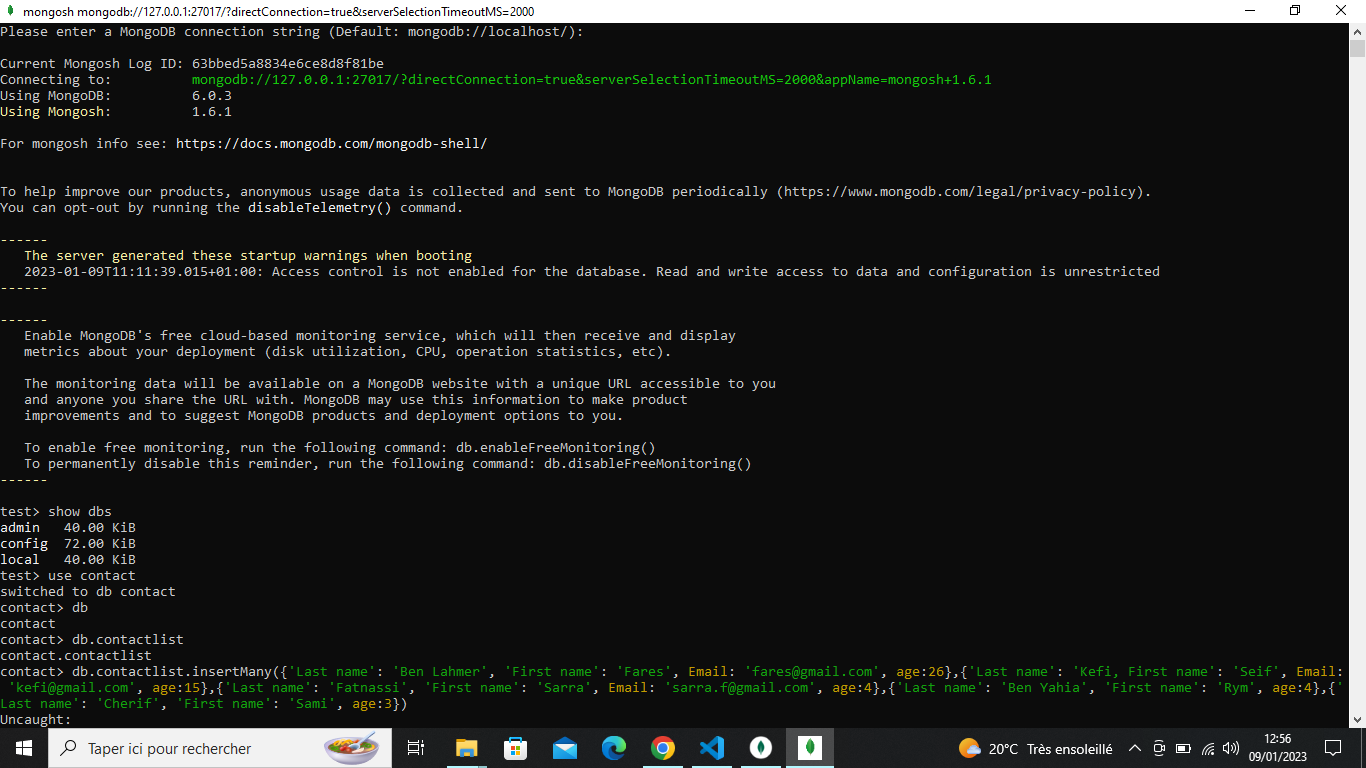 mongosh mongodb://127.0.0.1:27017/?directConnection=true&serverSelectionTimeoutMS=2000
Please enter a MongoDB connection string (Default: mongodb://localhost/):
Current Mongosh Log ID: 63bbed5a8834e6ce8d8f81be
Connecting to:          mongodb://127.0.0.1:27017/?directConnection=true&serverSelectionTimeoutMS=2000&appName=mongosh+1.6.1
Using MongoDB:          6.0.3
Using Mongosh:          1.6.1
For mongosh info see: https://docs.mongodb.com/mongodb-shell/
To help improve our products, anonymous usage data is collected and sent to MongoDB periodically (https://www.mongodb.com/legal/privacy-policy).
You can opt-out by running the disableTelemetry() command.
------
   The server generated these startup warnings when booting
   2023-01-09T11:11:39.015+01:00: Access control is not enabled for the database. Read and write access to data and configuration is unrestricted
------
------
   Enable MongoDB's free cloud-based monitoring service, which will then receive and display
   metrics about your deployment (disk utilization, CPU, operation statistics, etc).
   The monitoring data will be available on a MongoDB website with a unique URL accessible to you
   and anyone you share the URL with. MongoDB may use this information to make product
   improvements and to suggest MongoDB products and deployment options to you.
   To enable free monitoring, run the following command: db.enableFreeMonitoring()
   To permanently disable this reminder, run the following command: db.disableFreeMonitoring()
------
test> show dbs
admin   40.00 KiB
config  72.00 KiB
local   40.00 KiB
test> use contact
switched to db contact
contact> db
contact
contact> db.contactlist
contact.contactlist
contact> db.contactlist.insertMany({'Last name': 'Ben Lahmer', 'First name': 'Fares', Email: 'fares@gmail.com', age:26},{'Last name': 'Kefi, First name': 'Seif', Email:
 'kefi@gmail.com', age:15},{'Last name': 'Fatnassi', 'First name': 'Sarra', Email: 'sarra.f@gmail.com', age:4},{'Last name': 'Ben Yahia', 'First name': 'Rym', age:4},{'
Last name': 'Cherif', 'First name': 'Sami', age:3})
Uncaught:
Taper ici pour rechercher
20°C Très ensoleillé
12:56
09/01/2023